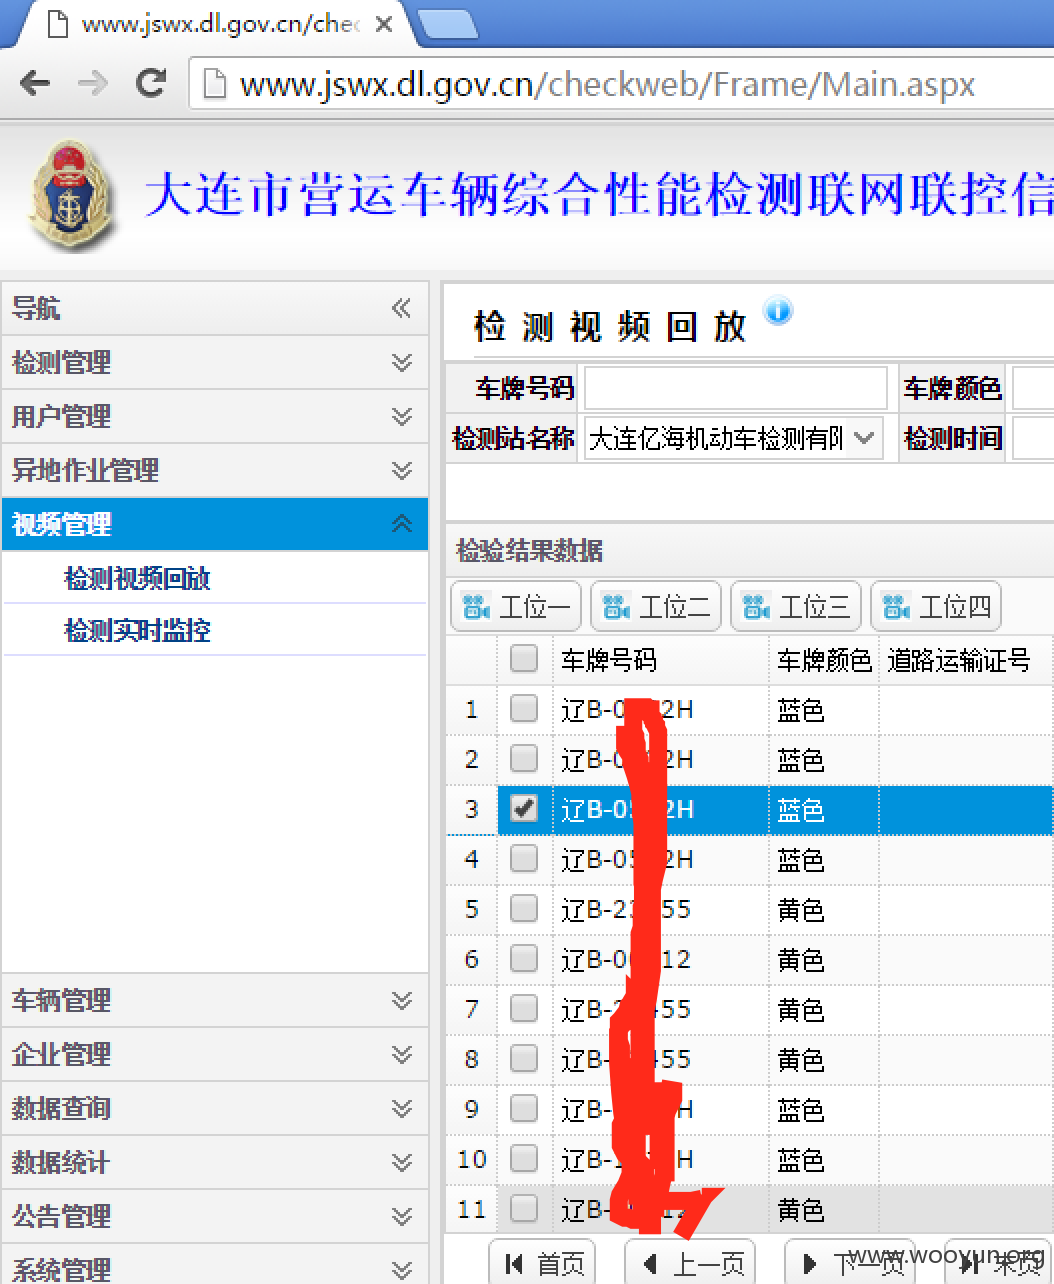 www.jswx.dl.gov.cn/chec
www.jswx.dl.gov.cn/checkweb/Frame/Main.aspx
大连市营运车辆综合性能检测联网联控信
导航
检测管理
用户管理
异地作业管理
视频管理
检测视频回放
检测实时监控
车辆管理
企业管理
数据查询
数据统计
公告管理
系统管理
检测视频回放
车牌号码 车牌颜色
检测站名称 大连亿海机动车检测有限 检测时间
检验结果数据
工位一 工位二 工位三 工位四
车牌号码 车牌颜色 道路运输证号
1 辽B-0 2H 蓝色
2 辽B-0 2H 蓝色
3 辽B-05 2H 蓝色
4 辽B-05 2H 蓝色
5 辽B-23 55 黄色
6 辽B-0 12 黄色
7 辽B-2 455 黄色
8 辽B- 455 黄色
9 辽B- H 蓝色
10 辽B-1 H 蓝色
11 辽B- 黄色
首页 上一页 下一页 末页
www.wooyun.org